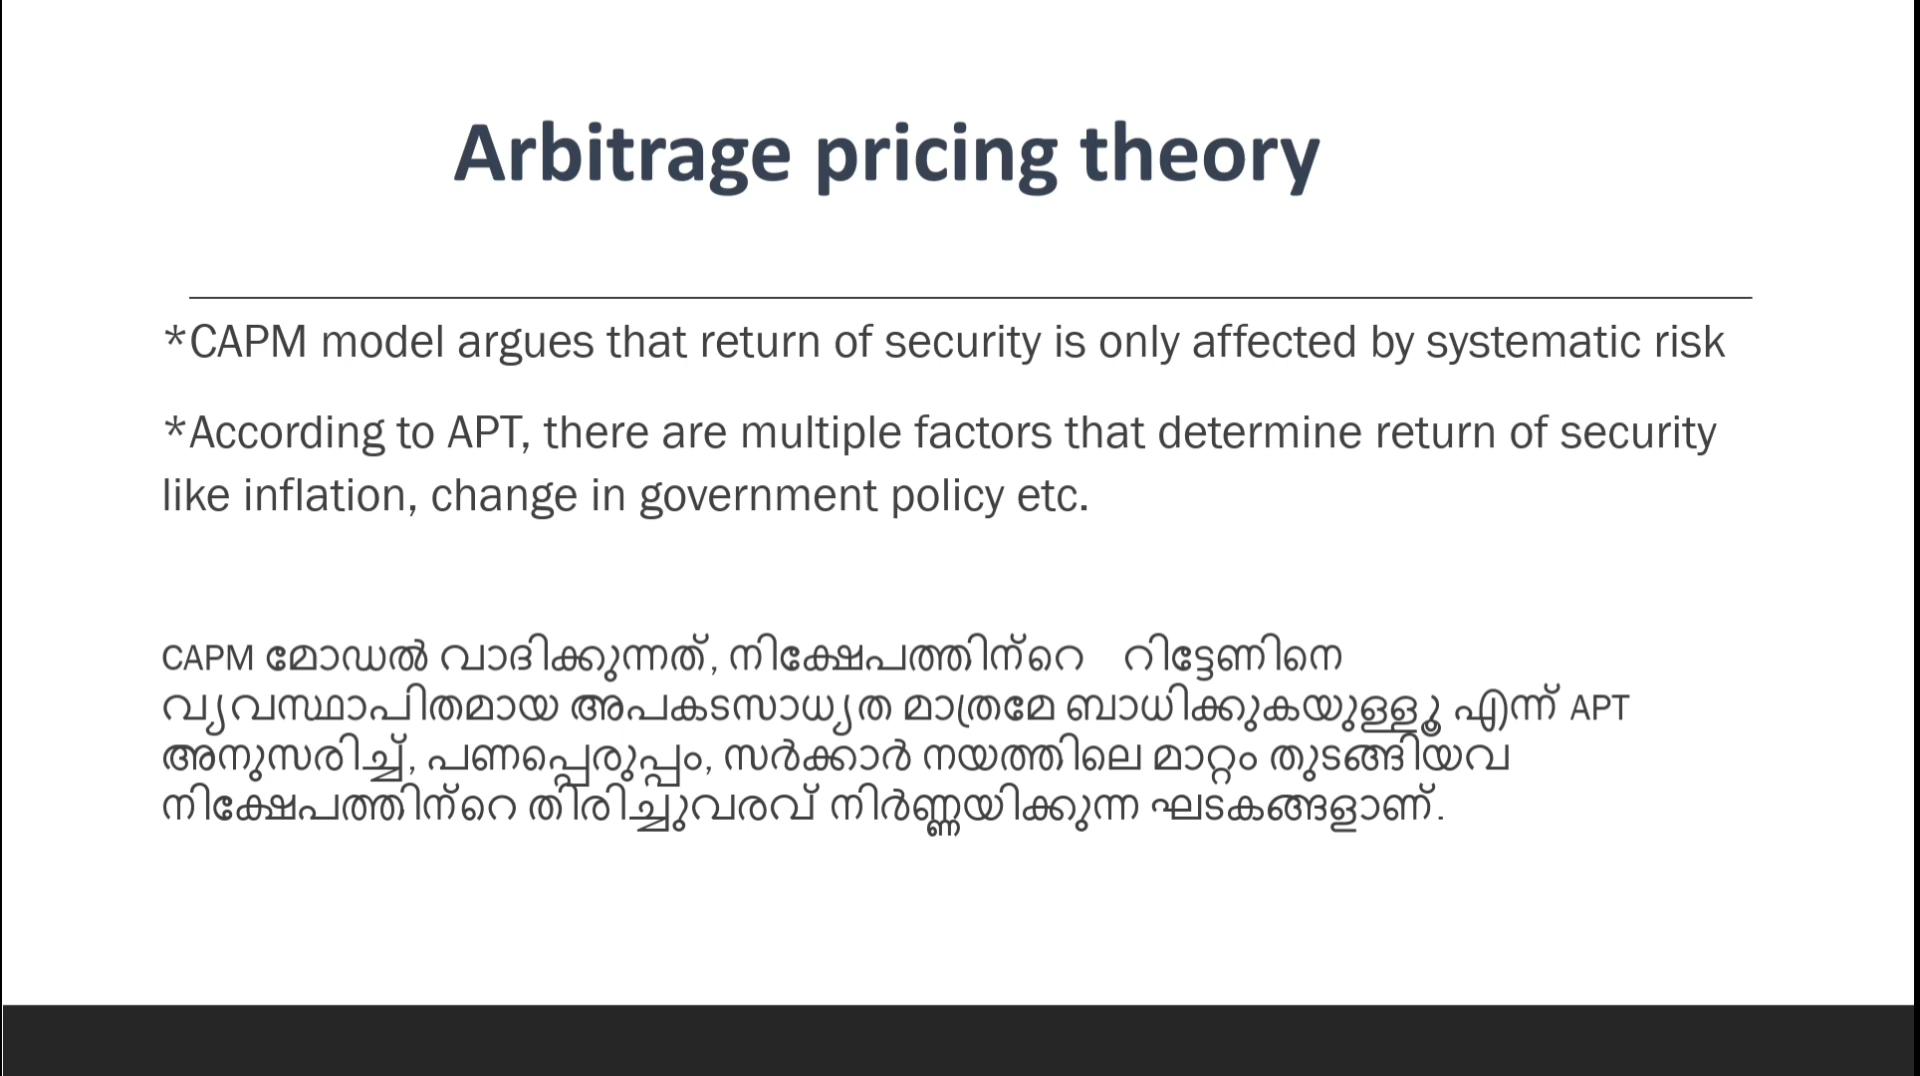 Arbitrage pricing theory
*CAPM model argues that return of security is only affected by systematic risk
*According to APT, there are multiple factors that determine return of security
like inflation, change in government policy etc.
CAPM മോഡൽ വാദിക്കുന്നത്, നിക്ഷേപത്തിന്റെ റിട്ടേണിനെ
വ്യവസ്ഥാപിതമായ അപകടസാധ്യത മാത്രമേ ബാധിക്കുകയുള്ളൂ എന്ന് APT
അനുസരിച്ച്, പണപ്പെരുപ്പം, സർക്കാർ നയത്തിലെ മാറ്റം തുടങ്ങിയവ
നിക്ഷേപത്തിന്റെ തിരിച്ചുവരവ് നിർണ്ണയിക്കുന്ന ഘടകങ്ങളാണ്.